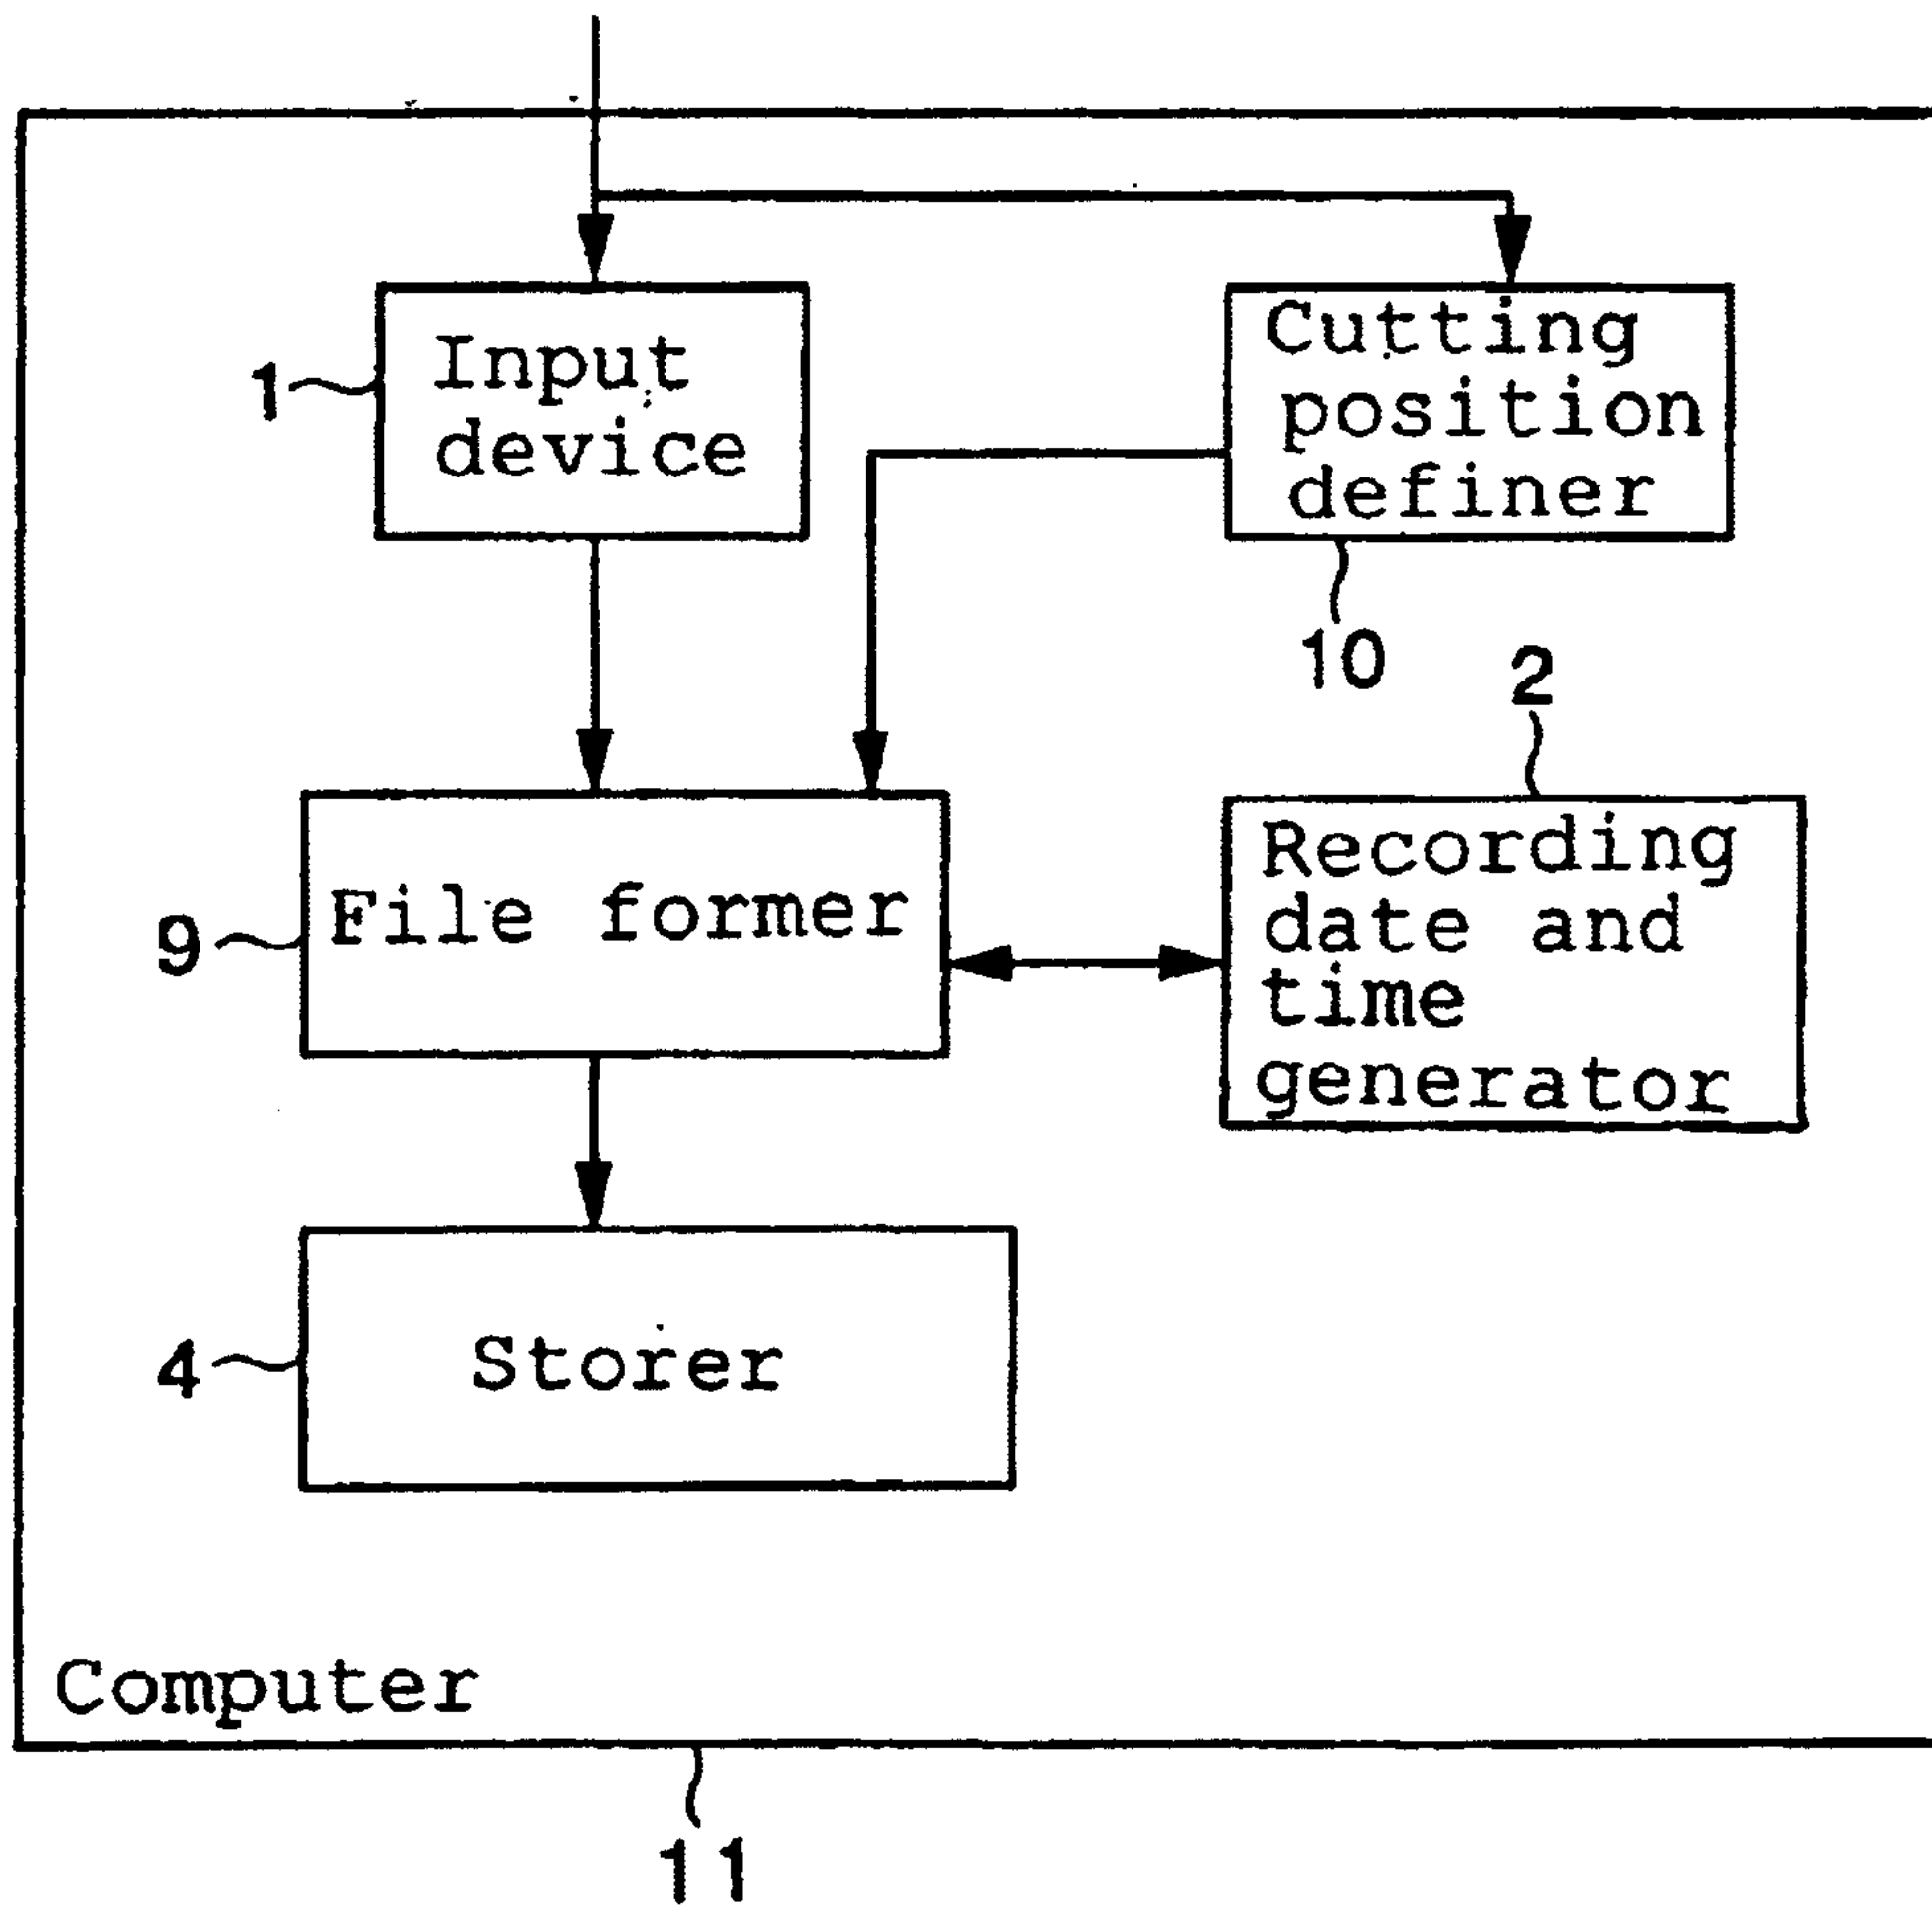 1
Input
device
Cutting
position
definer
10
2
9
File former
Recording
date and
time
generator
4
Storer
Computer
11